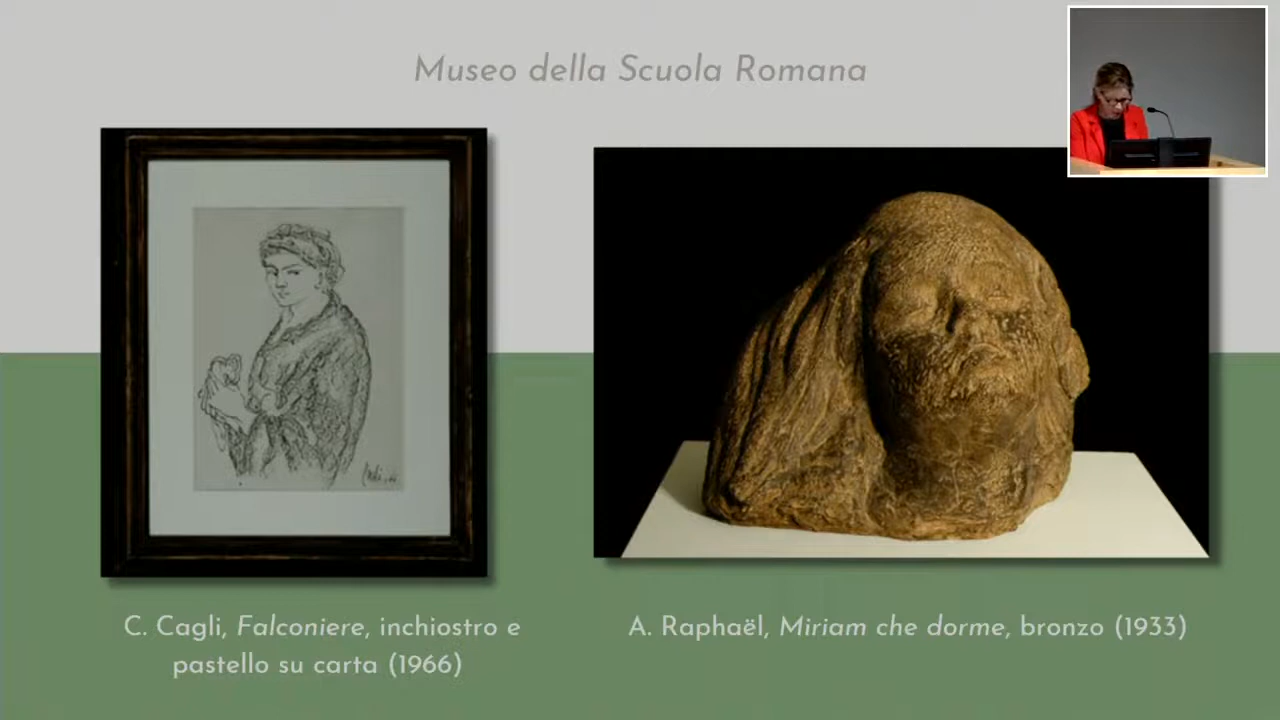 Museo della Scuola Romana
C. Cagli, Falconiere, inchiostro e
pastello su carta (1966)
A. Raphaël, Miriam che dorme, bronzo (1933)